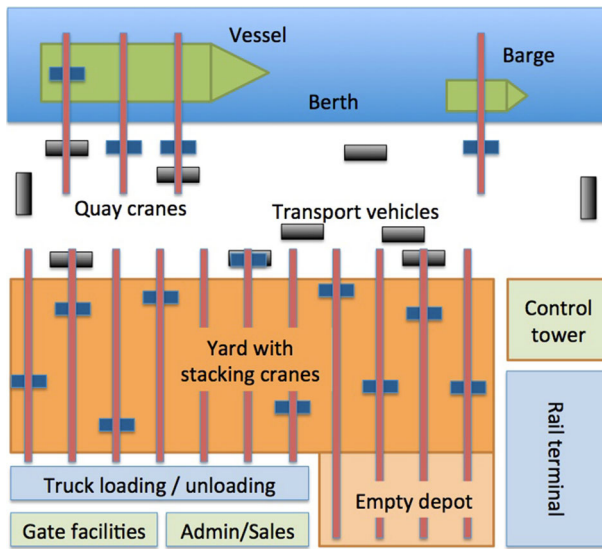 Vessel
Barge
Berth
Quay cranes
Transport vehicles
Control
tower
Yard with
stacking cranes
Rail terminal
Truck loading / unloading
Empty depot
Gate facilities
Admin/Sales